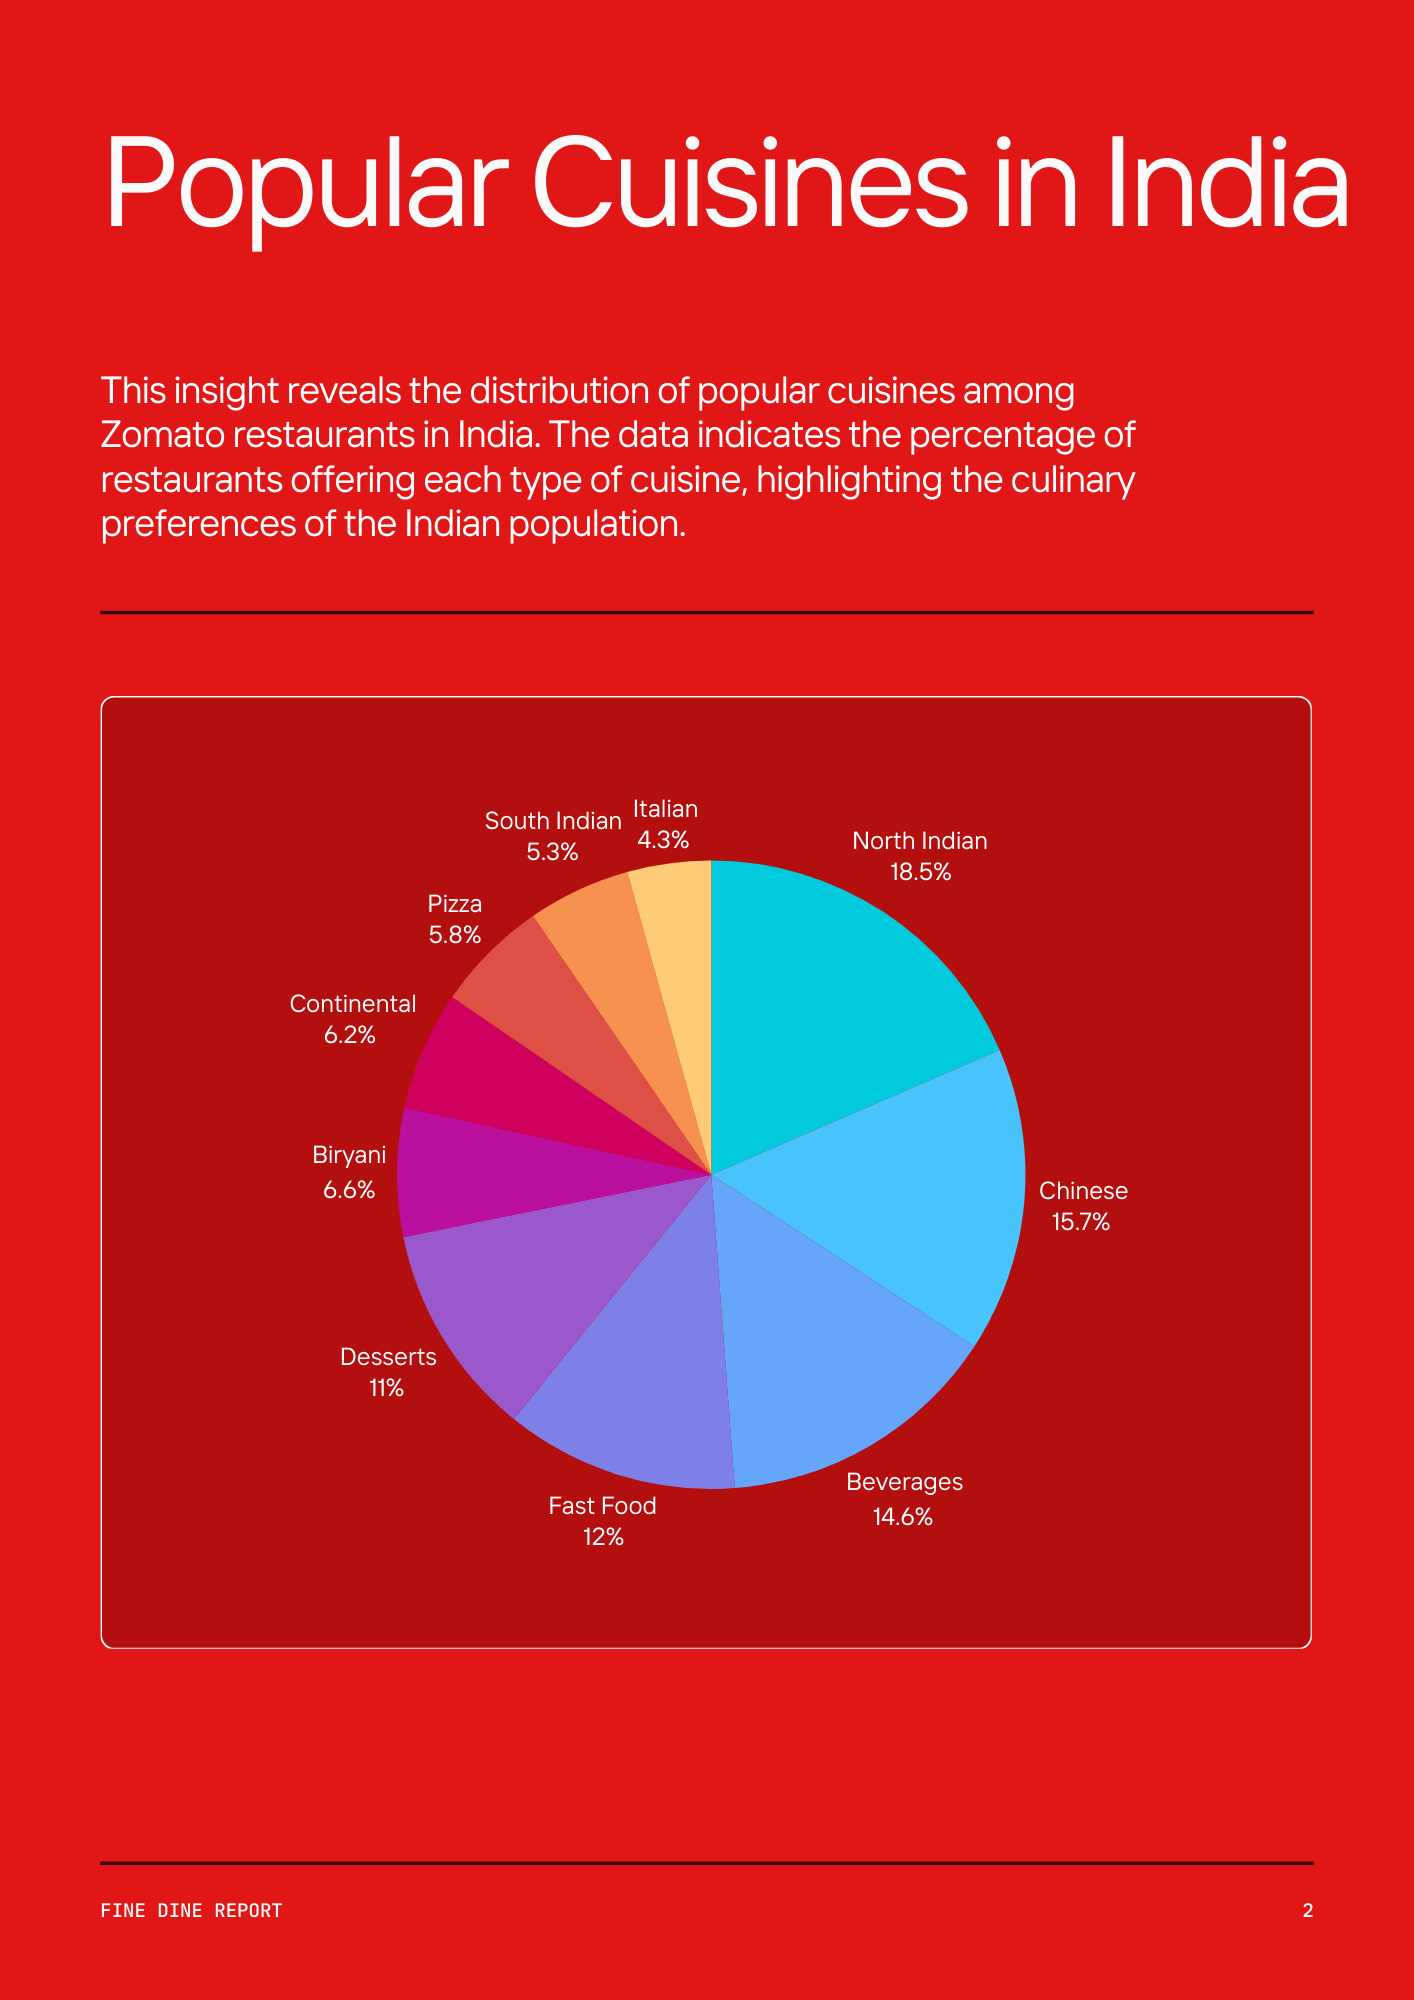 Popular Cuisines in India
This insight reveals the distribution of popular cuisines among
Zomato restaurants in India. The data indicates the percentage of
restaurants offering each type of cuisine, highlighting the culinary
preferences of the Indian population.
Italian
4.3%
South Indian
5.3%
North Indian
18.5%
Pizza
5.8%
Continental
6.2%
Biryani
6.6%
Chinese
15.7%
Desserts
11%
Beverages
14.6%
Fast Food
12%
FINE DINE REPORT
2